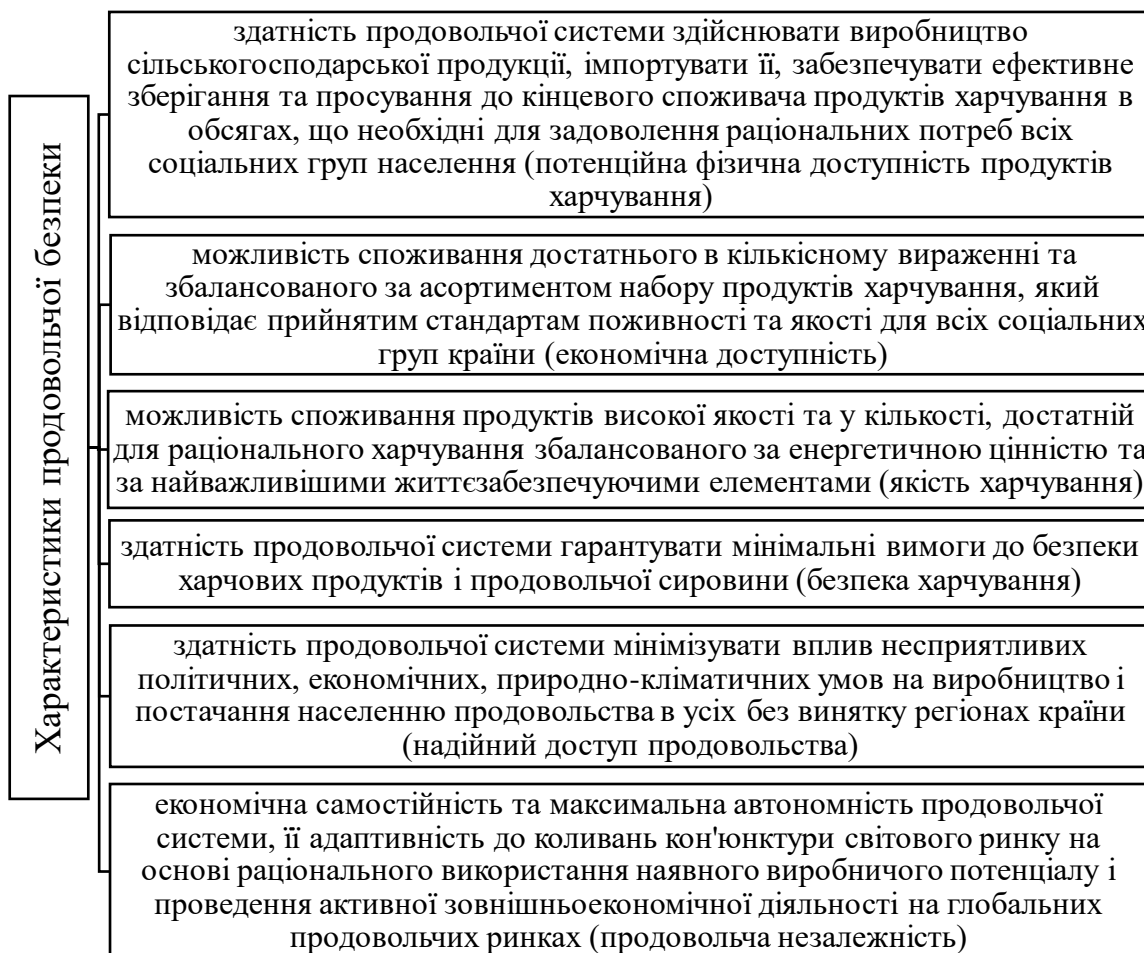 Характеристики продовольчої безпеки
здатність продовольчої системи здійснювати виробництво
сільськогосподарської продукції, імпортувати її, забезпечувати ефективне
зберігання та просування до кінцевого споживача продуктів харчування в
обсягах, що необхідні для задоволення раціональних потреб всіх
соціальних груп населення (потенційна фізична доступність продуктів
харчування)
можливість споживання достатнього в кількісному вираженні та
збалансованого за асортиментом набору продуктів харчування, який
відповідає прийнятим стандартам поживності та якості для всіх соціальних
груп країни (економічна доступність)
можливість споживання продуктів високої якості та у кількості, достатній
для раціонального харчування збалансованого за енергетичною цінністю та
за найважливішими життєзабезпечуючими елементами (якість харчування)
здатність продовольчої системи гарантувати мінімальні вимоги до безпеки
харчових продуктів і продовольчої сировини (безпека харчування)
здатність продовольчої системи мінімізувати вплив несприятливих
політичних, економічних, природно-кліматичних умов на виробництво і
постачання населенню продовольства в усіх без винятку регіонах країни
(надійний доступ продовольства)
економічна самостійність та максимальна автономність продовольчої
системи, її адаптивність до коливань кон'юнктури світового ринку на
основі раціонального використання наявного виробничого потенціалу і
проведення активної зовнішньоекономічної діяльності на глобальних
продовольчих ринках (продовольча незалежність)